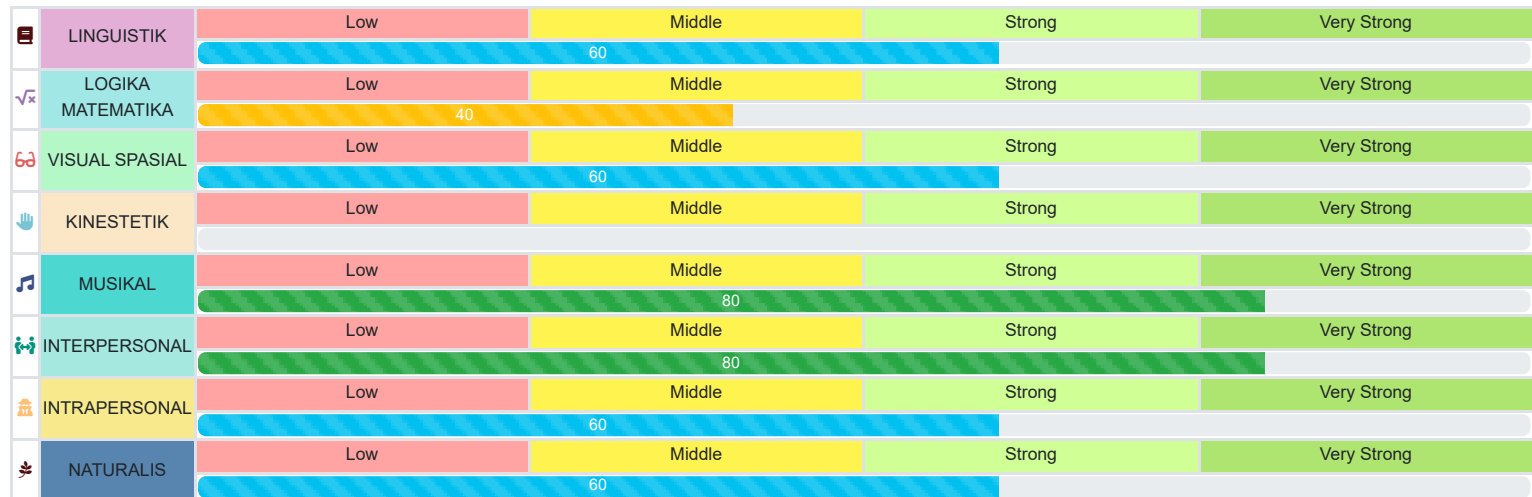 LINGUISTIK
Low Middle Strong Very Strong
60
LOGIKA
MATEMATIKA
Low Middle Strong Very Strong
40
VISUAL SPASIAL
Low Middle Strong Very Strong
60
KINESTETIK
Low Middle Strong Very Strong
MUSIKAL
Low Middle Strong Very Strong
80
INTERPERSONAL
Low Middle Strong Very Strong
80
INTRAPERSONAL
Low Middle Strong Very Strong
60
NATURALIS
Low Middle Strong Very Strong
60